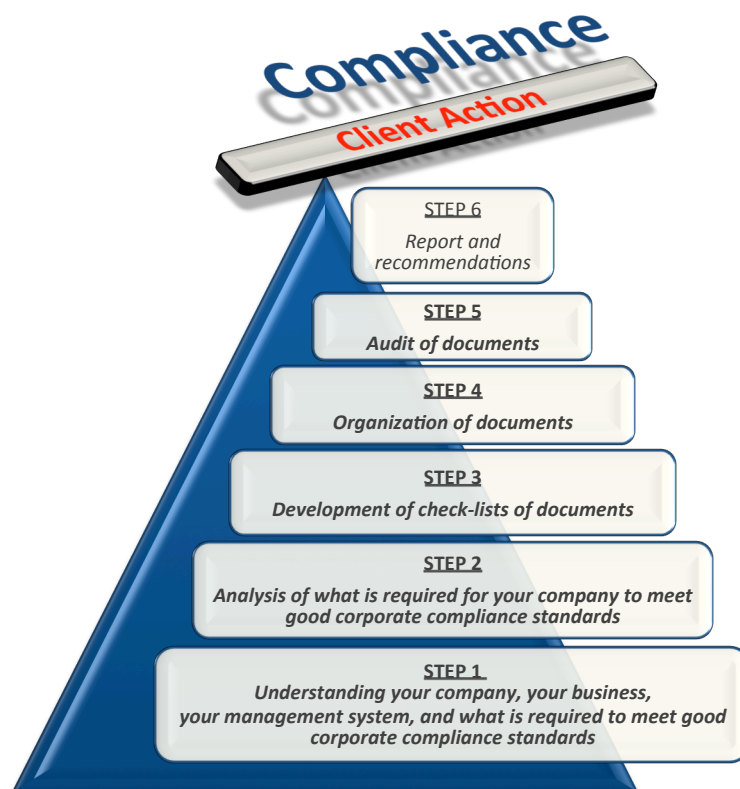 Compliance
Client Action
STEP 6
Report and
recommendations
STEP 5
Audit of documents
STEP 4
Organization of documents
STEP 3
Development of check-lists of documents
STEP 2
Analysis of what is required for your company to meet
good corporate compliance standards
STEP 1
Understanding your company, your business,
your management system, and what is required to meet good
corporate compliance standards